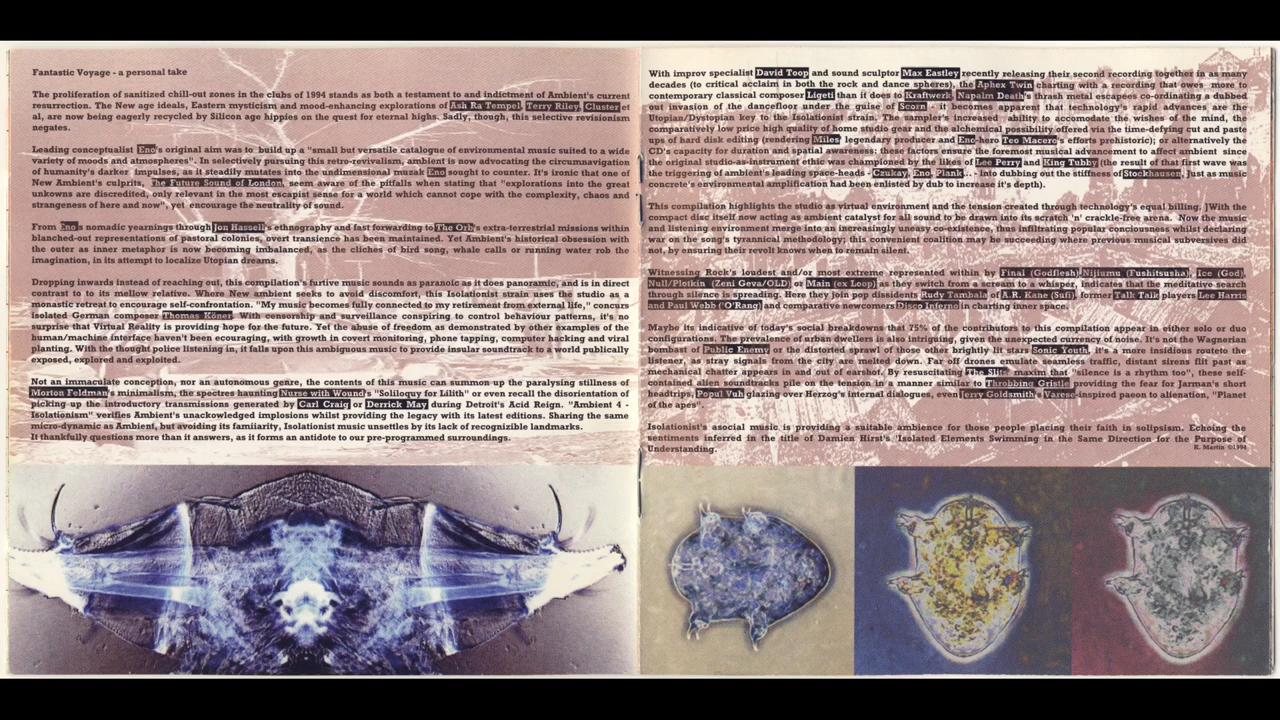 Fantastic Voyage - a personal take
The proliferation of sanitized chill-out zones in the clubs of 1994 stands as both a testament to and indictment of Ambient's current
resurrection. The New age ideals, Eastern mysticism and mood-enhancing explorations of Ash Ra Tempel, Terry Riley, Cluster et
al, are now being eagerly recycled by Silicon age hippies on the quest for eternal highs. Sadly, though, this selective revisionism
negates.
Leading conceptualist Eno's original aim was to build up a "small but versatile catalogue of environmental music suited to a wide
variety of moods and atmospheres". In selectively pursuing this retro-revivalism, ambient is now advocating the circumnavigation
of humanity's darker impulses, as it steadily mutates into the undimensional muzak Eno sought to counter. It's ironic that one of
New Ambient's culprits, The Future Sound of London, seem aware of the pitfalls when stating that "explorations into the great
unknown are discredited, only relevant in the most escapist sense for a world which cannot cope with the complexity, chaos and
strangeness of here and now", yet encourage the neutrality of sound.
From Eno's nomadic yearnings through Jon Hassell's ethnography and fast forwarding to The Orb's extra-terrestrial missions within
blanched-out representations of pastoral colonies, overt transience has been maintained. Yet Ambient's historical obsession with
the outer as inner metaphor is now becoming imbalanced, as the cliches of bird song, whale calls or running water rob the
imagination, in its attempt to localize Utopian dreams.
Dropping inwards instead of reaching out, this compilation's furtive music sounds as paranoic as it does panoramic, and is in direct
contrast to to its mellow relative. Where New ambient seeks to avoid discomfort, this Isolationist strain uses the studio as a
monastic retreat to encourage self-confrontation. "My music becomes fully connected to my retirement from external life," concurs
isolated German composer Thomas Köner. With censorship and surveillance conspiring to control behaviour patterns, it's no
surprise that Virtual Reality is providing hope for the future. Yet the abuse of freedom as demonstrated by other examples of the
human/machine interface haven't been ecouraging, with growth in covert monitoring, phone tapping, computer hacking and viral
planting. With the thought police listening in, it falls upon this ambiguous music to provide insular soundtrack to a world publically
exposed, explored and exploited.
Not an immaculate conception, nor an autonomous genre, the contents of this music can summon up the paralysing stillness of
Morton Feldman's minimalism, the spectres haunting Nurse with Wound's "Soliloquy for Lilith" or even recall the disorientation of
picking-up the introductory transmissions generated by Carl Craig or Derrick May during Detroit's Acid Reign. "Ambient 4 -
Isolationism" verifies Ambient's unackowledged implosions whilst providing the legacy with its latest editions. Sharing the same
micro-dynamic as Ambient, but avoiding its famiiarity, Isolationist music unsettles by its lack of recognizible landmarks.
It thankfully questions more than it answers, as it forms an antidote to our pre-programmed surroundings.
With improv specialist David Toop and sound sculptor Max Eastley recently releasing their second recording together in as many
decades (to critical acclaim in both the rock and dance spheres), the Aphex Twin charting with a recording that owes more to
contemporary classical composer Ligeti than it does to Kraftwerk, Napalm Death's thrash metal escapees co-ordinating a dubbed
out invasion of the dancefloor under the guise of Scorn - it becomes apparent that technology's rapid advances are the
Utopian/Dystopian key to the Isolationist strain. The sampler's increased ability to accomodate the wishes of the mind, the
comparatively low price high quality of home studio gear and the alchemical possibility offered via the time-defying cut and paste
ups of hard disk editing (rendering Miles legendary producer and Eno-hero Teo Macero's efforts prehistoric); or alternatively the
CD's capacity for duration and spatial awareness; these factors ensure the foremost musical advancement to affect ambient since
the original studio-as-instrument ethic was championed by the likes of Lee Perry and King Tubby (the result of that first wave was
the triggering of ambient's leading space-heads - Czukay, Eno, Plank... - into dubbing out the stiffness of Stockhausen, just as music
concrete's environmental amplification had been enlisted by dub to increase it's depth).
This compilation highlights the studio as virtual environment and the tension created through technology's equal billing. ]With the
compact disc itself now acting as ambient catalyst for all sound to be drawn into its scratch 'n' crackle-free arena. Now the music
and listening environment merge into an increasingly uneasy co-existence, thus infiltrating popular conciousness whilst declaring
war on the song's tyrannical methodology; this convenient coalition may be succeeding where previous musical subversives did
not, by ensuring their revolt knows when to remain silent.
Witnessing Rock's loudest and/or most extreme represented within by Final (Godflesh), Nijiumu (Fushitsusha), Ice (God),
Null/Plotkin (Zeni Geva/OLD) or Main (ex Loop) as they switch from a scream to a whisper, indicates that the meditative search
through silence is spreading. Here they join pop dissidents Rudy Tambala of A.R. Kane (Sufi), former Talk Talk players Lee Harris
and Paul Webb ('O'Rang) and comparative newcomers Disco Inferno in charting inner space.
Maybe its indicative of today's social breakdowns that 75% of the contributors to this compilation appear in either solo or duo
configurations. The prevalence of urban dwellers is also intriguing, given the unexpected currency of noise. It's not the Wagnerian
bombast of Public Enemy or the distorted sprawl of those other brightly lit stars Sonic Youth, it's a more insidious routeto the
listener, as stray signals from the city are melted down. Far off drones emulate seamless traffic, distant sirens flit past as
mechanical chatter appears in and out of earshot. By resuscitating The Slits maxim that "silence is a rhythm too", these self-
contained alien soundtracks pile on the tension in a manner similar to Throbbing Gristle providing the fear for Jarman's short
headtrips, Popul Vuh glazing over Herzog's internal dialogues, even Jerry Goldsmith's Varese-inspired paeon to alienation, "Planet
of the apes".
Isolationist's asocial music is providing a suitable ambience for those people placing their faith in solipsism. Echoing the
sentiments inferred in the title of Damien Hirst's 'Isolated Elements Swimming in the Same Direction for the Purpose of
Understanding.
R. Martin ©1994